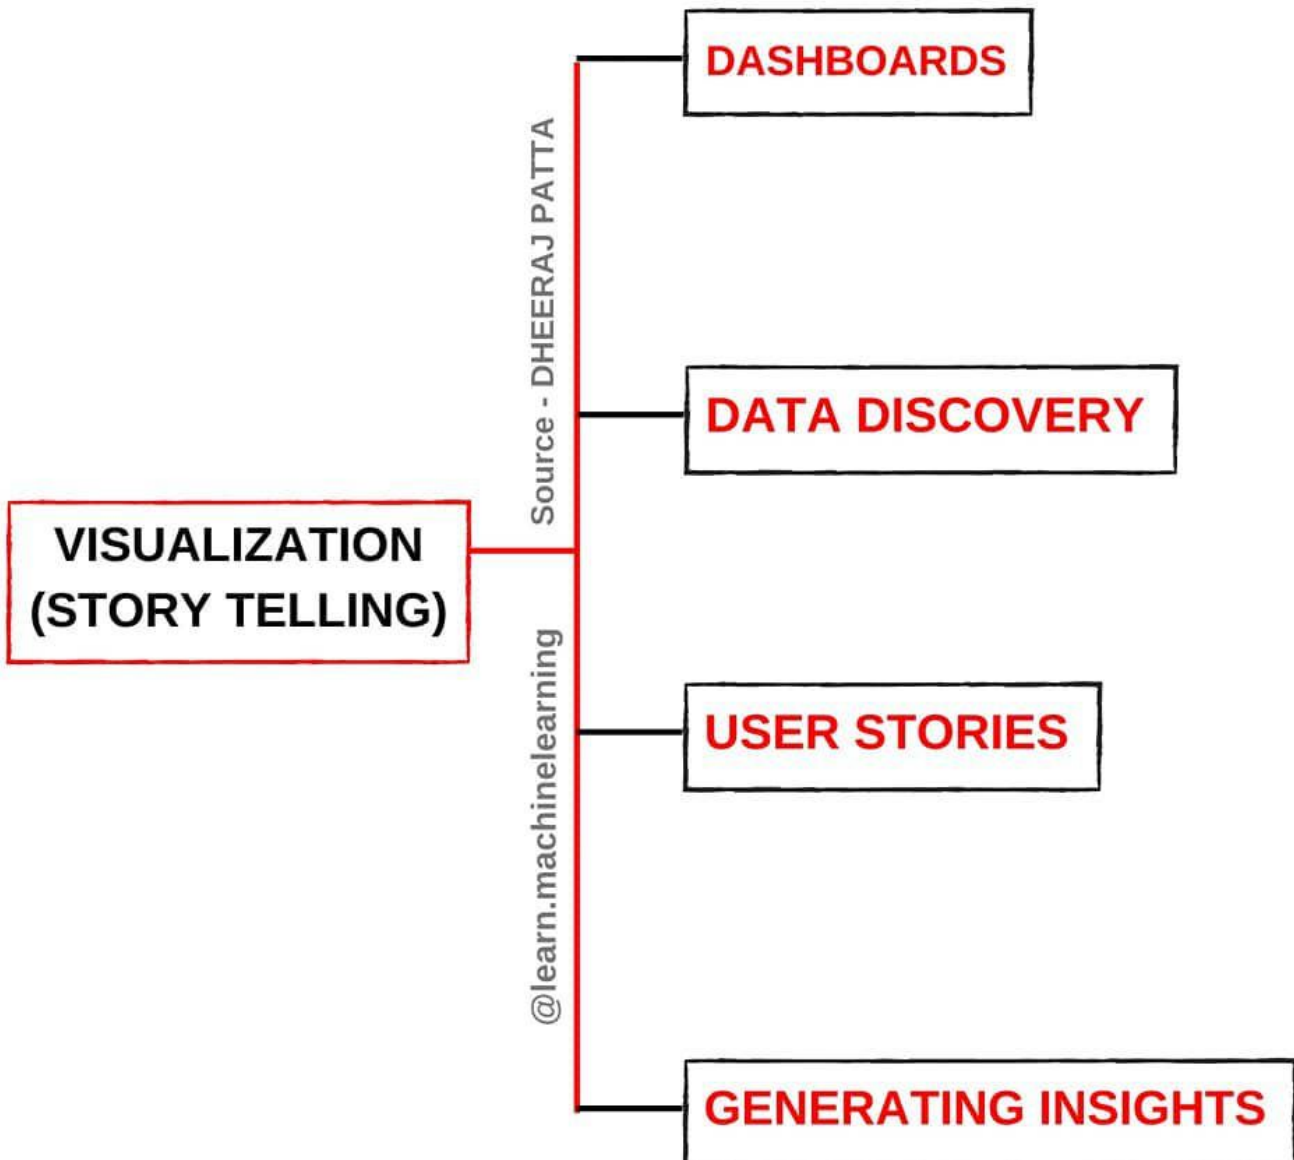 DASHBOARDS
Source - DHEERAJ PATTA
DATA DISCOVERY
VISUALIZATION
(STORY TELLING)
@learn.machinelearning
USER STORIES
GENERATING INSIGHTS